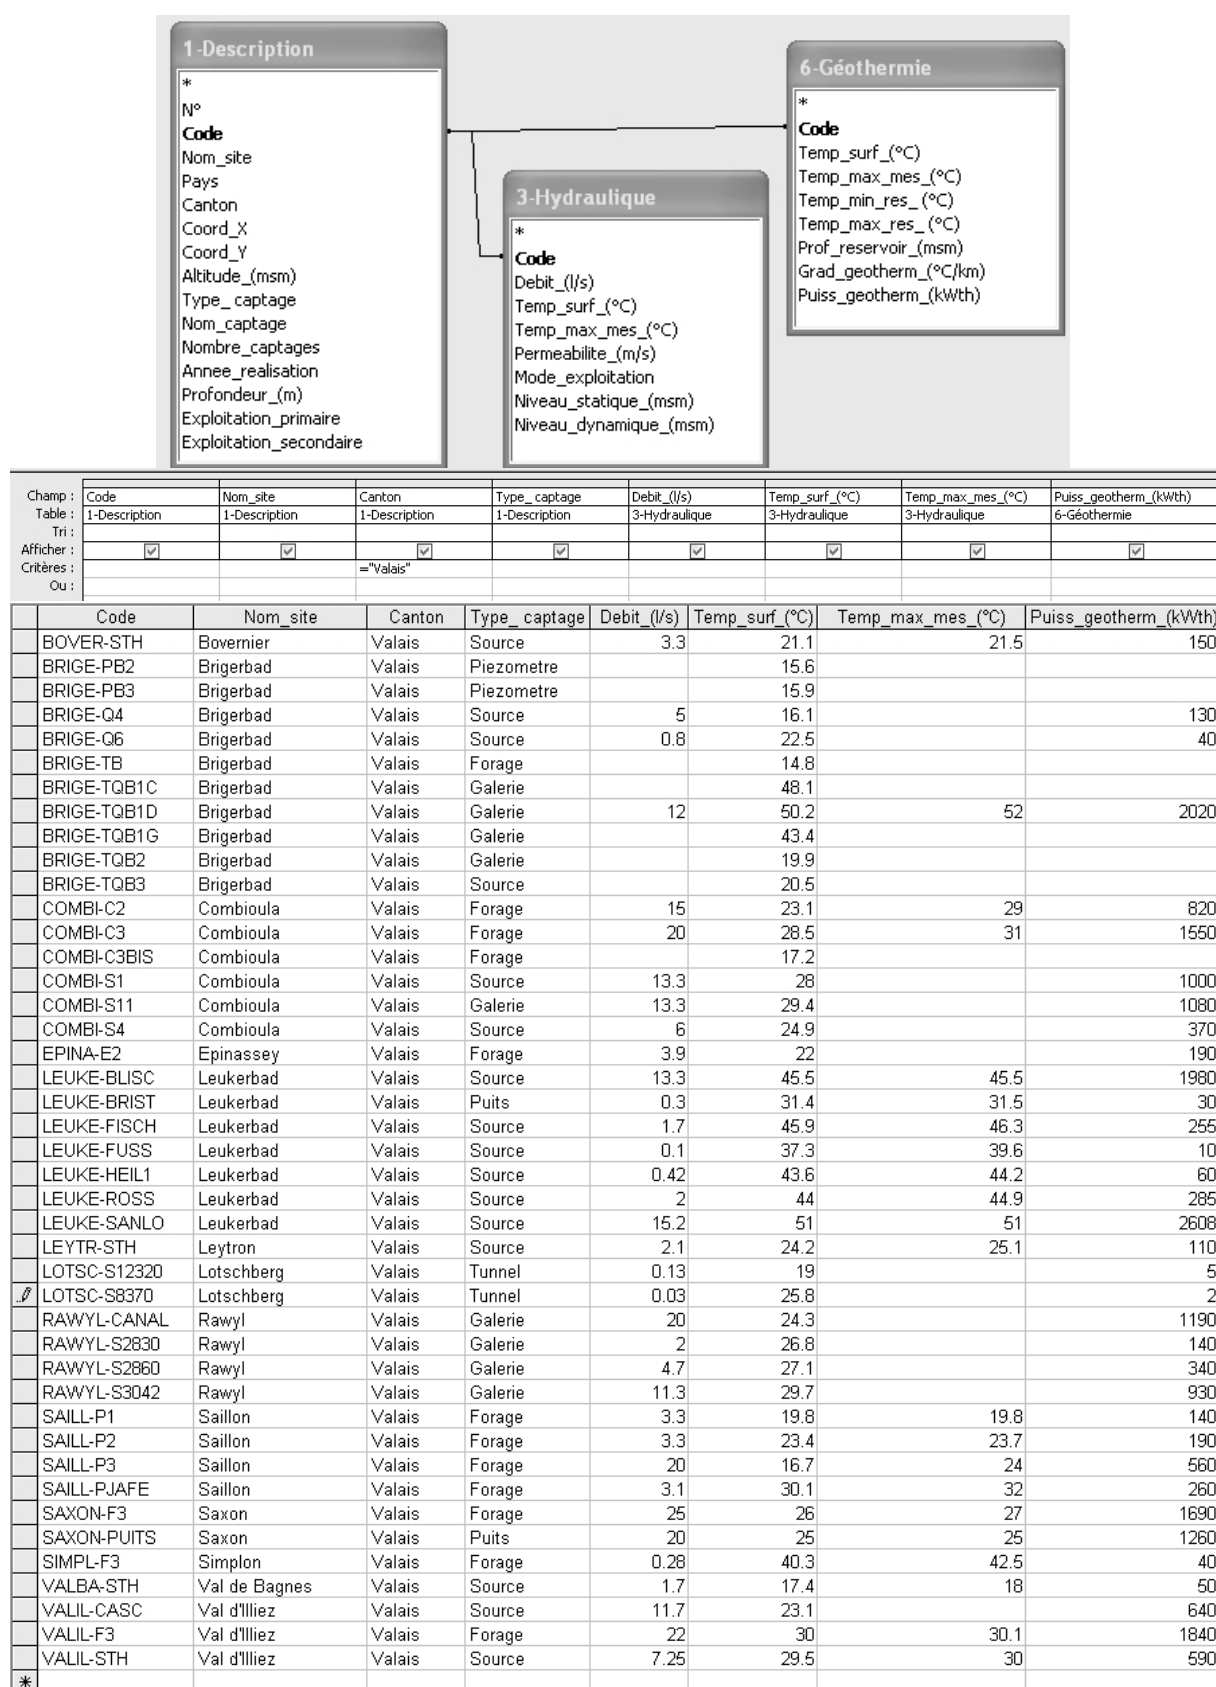 1-Description
*
N°
Code
Nom_site
Pays
Canton
Coord_X
Coord_Y
Altitude_(msm)
Type_ captage
Nom_captage
Nombre_captages
Annee_realisation
Profondeur_(m)
Exploitation_primaire
Exploitation_secondaire
3-Hydraulique
*
Code
Debit_(l/s)
Temp_surf_(°C)
Temp_max_mes_(°C)
Permeabilite_(m/s)
Mode_exploitation
Niveau_statique_(msm)
Niveau_dynamique_(msm)
6-Géothermie
*
Code
Temp_surf_(°C)
Temp_max_mes_(°C)
Temp_min_res_ (°C)
Temp_max_res_ (°C)
Prof_reservoir_(msm)
Grad_geotherm_(°C/km)
Puiss_geotherm_(kWth)
Champ : Code Nom_site Canton Type_ captage Debit_(l/s) Temp_surf_(°C) Temp_max_mes_(°C) Puiss_geotherm_(kWth)
Table : 1-Description 1-Description 1-Description 1-Description 3-Hydraulique 3-Hydraulique 3-Hydraulique 6-Géothermie
Tri :
Afficher :
Critères : ="Valais"
Ou :
Code Nom_site Canton Type_ captage Debit_(l/s) Temp_surf_(°C) Temp_max_mes_(°C) Puiss_geotherm_(kWth)
BOVER-STH Bovernier Valais Source 3.3 21.1 21.5 150
BRIGE-PB2 Brigerbad Valais Piezometre 15.6
BRIGE-PB3 Brigerbad Valais Piezometre 15.9
BRIGE-Q4 Brigerbad Valais Source 5 16.1 130
BRIGE-Q6 Brigerbad Valais Source 0.8 22.5 40
BRIGE-TB Brigerbad Valais Forage 14.8
BRIGE-TQB1C Brigerbad Valais Galerie 48.1
BRIGE-TQB1D Brigerbad Valais Galerie 12 50.2 52 2020
BRIGE-TQB1G Brigerbad Valais Galerie 43.4
BRIGE-TQB2 Brigerbad Valais Galerie 19.9
BRIGE-TQB3 Brigerbad Valais Source 20.5
COMBI-C2 Combioula Valais Forage 15 23.1 29 820
COMBI-C3 Combioula Valais Forage 20 28.5 31 1550
COMBI-C3BIS Combioula Valais Forage 17.2
COMBI-S1 Combioula Valais Source 13.3 28 1000
COMBI-S11 Combioula Valais Galerie 13.3 29.4 1080
COMBI-S4 Combioula Valais Source 6 24.9 370
EPINA-E2 Epinassey Valais Forage 3.9 22 190
LEUKE-BLISC Leukerbad Valais Source 13.3 45.5 45.5 1980
LEUKE-BRIST Leukerbad Valais Puits 0.3 31.4 31.5 30
LEUKE-FISCH Leukerbad Valais Source 1.7 45.9 46.3 255
LEUKE-FUSS Leukerbad Valais Source 0.1 37.3 39.6 10
LEUKE-HEIL1 Leukerbad Valais Source 0.42 43.6 44.2 60
LEUKE-ROSS Leukerbad Valais Source 2 44 44.9 285
LEUKE-SANLO Leukerbad Valais Source 15.2 51 51 2608
LEYTR-STH Leytron Valais Source 2.1 24.2 25.1 110
LOTSC-S12320 Lotschberg Valais Tunnel 0.13 19 5
LOTSC-S8370 Lotschberg Valais Tunnel 0.03 25.8 2
RAWYL-CANAL Rawyl Valais Galerie 20 24.3 1190
RAWYL-S2830 Rawyl Valais Galerie 2 26.8 140
RAWYL-S2860 Rawyl Valais Galerie 4.7 27.1 340
RAWYL-S3042 Rawyl Valais Galerie 11.3 29.7 930
SAILL-P1 Saillon Valais Forage 3.3 19.8 19.8 140
SAILL-P2 Saillon Valais Forage 3.3 23.4 23.7 190
SAILL-P3 Saillon Valais Forage 20 16.7 24 560
SAILL-PJAFE Saillon Valais Forage 3.1 30.1 32 260
SAXON-F3 Saxon Valais Forage 25 26 27 1690
SAXON-PUITS Saxon Valais Puits 20 25 25 1260
SIMPL-F3 Simplon Valais Forage 0.28 40.3 42.5 40
VALBA-STH Val de Bagnes Valais Source 1.7 17.4 18 50
VALIL-CASC Val d'Illiez Valais Source 11.7 23.1 640
VALIL-F3 Val d'Illiez Valais Forage 22 30 30.1 1840
VALIL-STH Val d'Illiez Valais Source 7.25 29.5 30 590
*